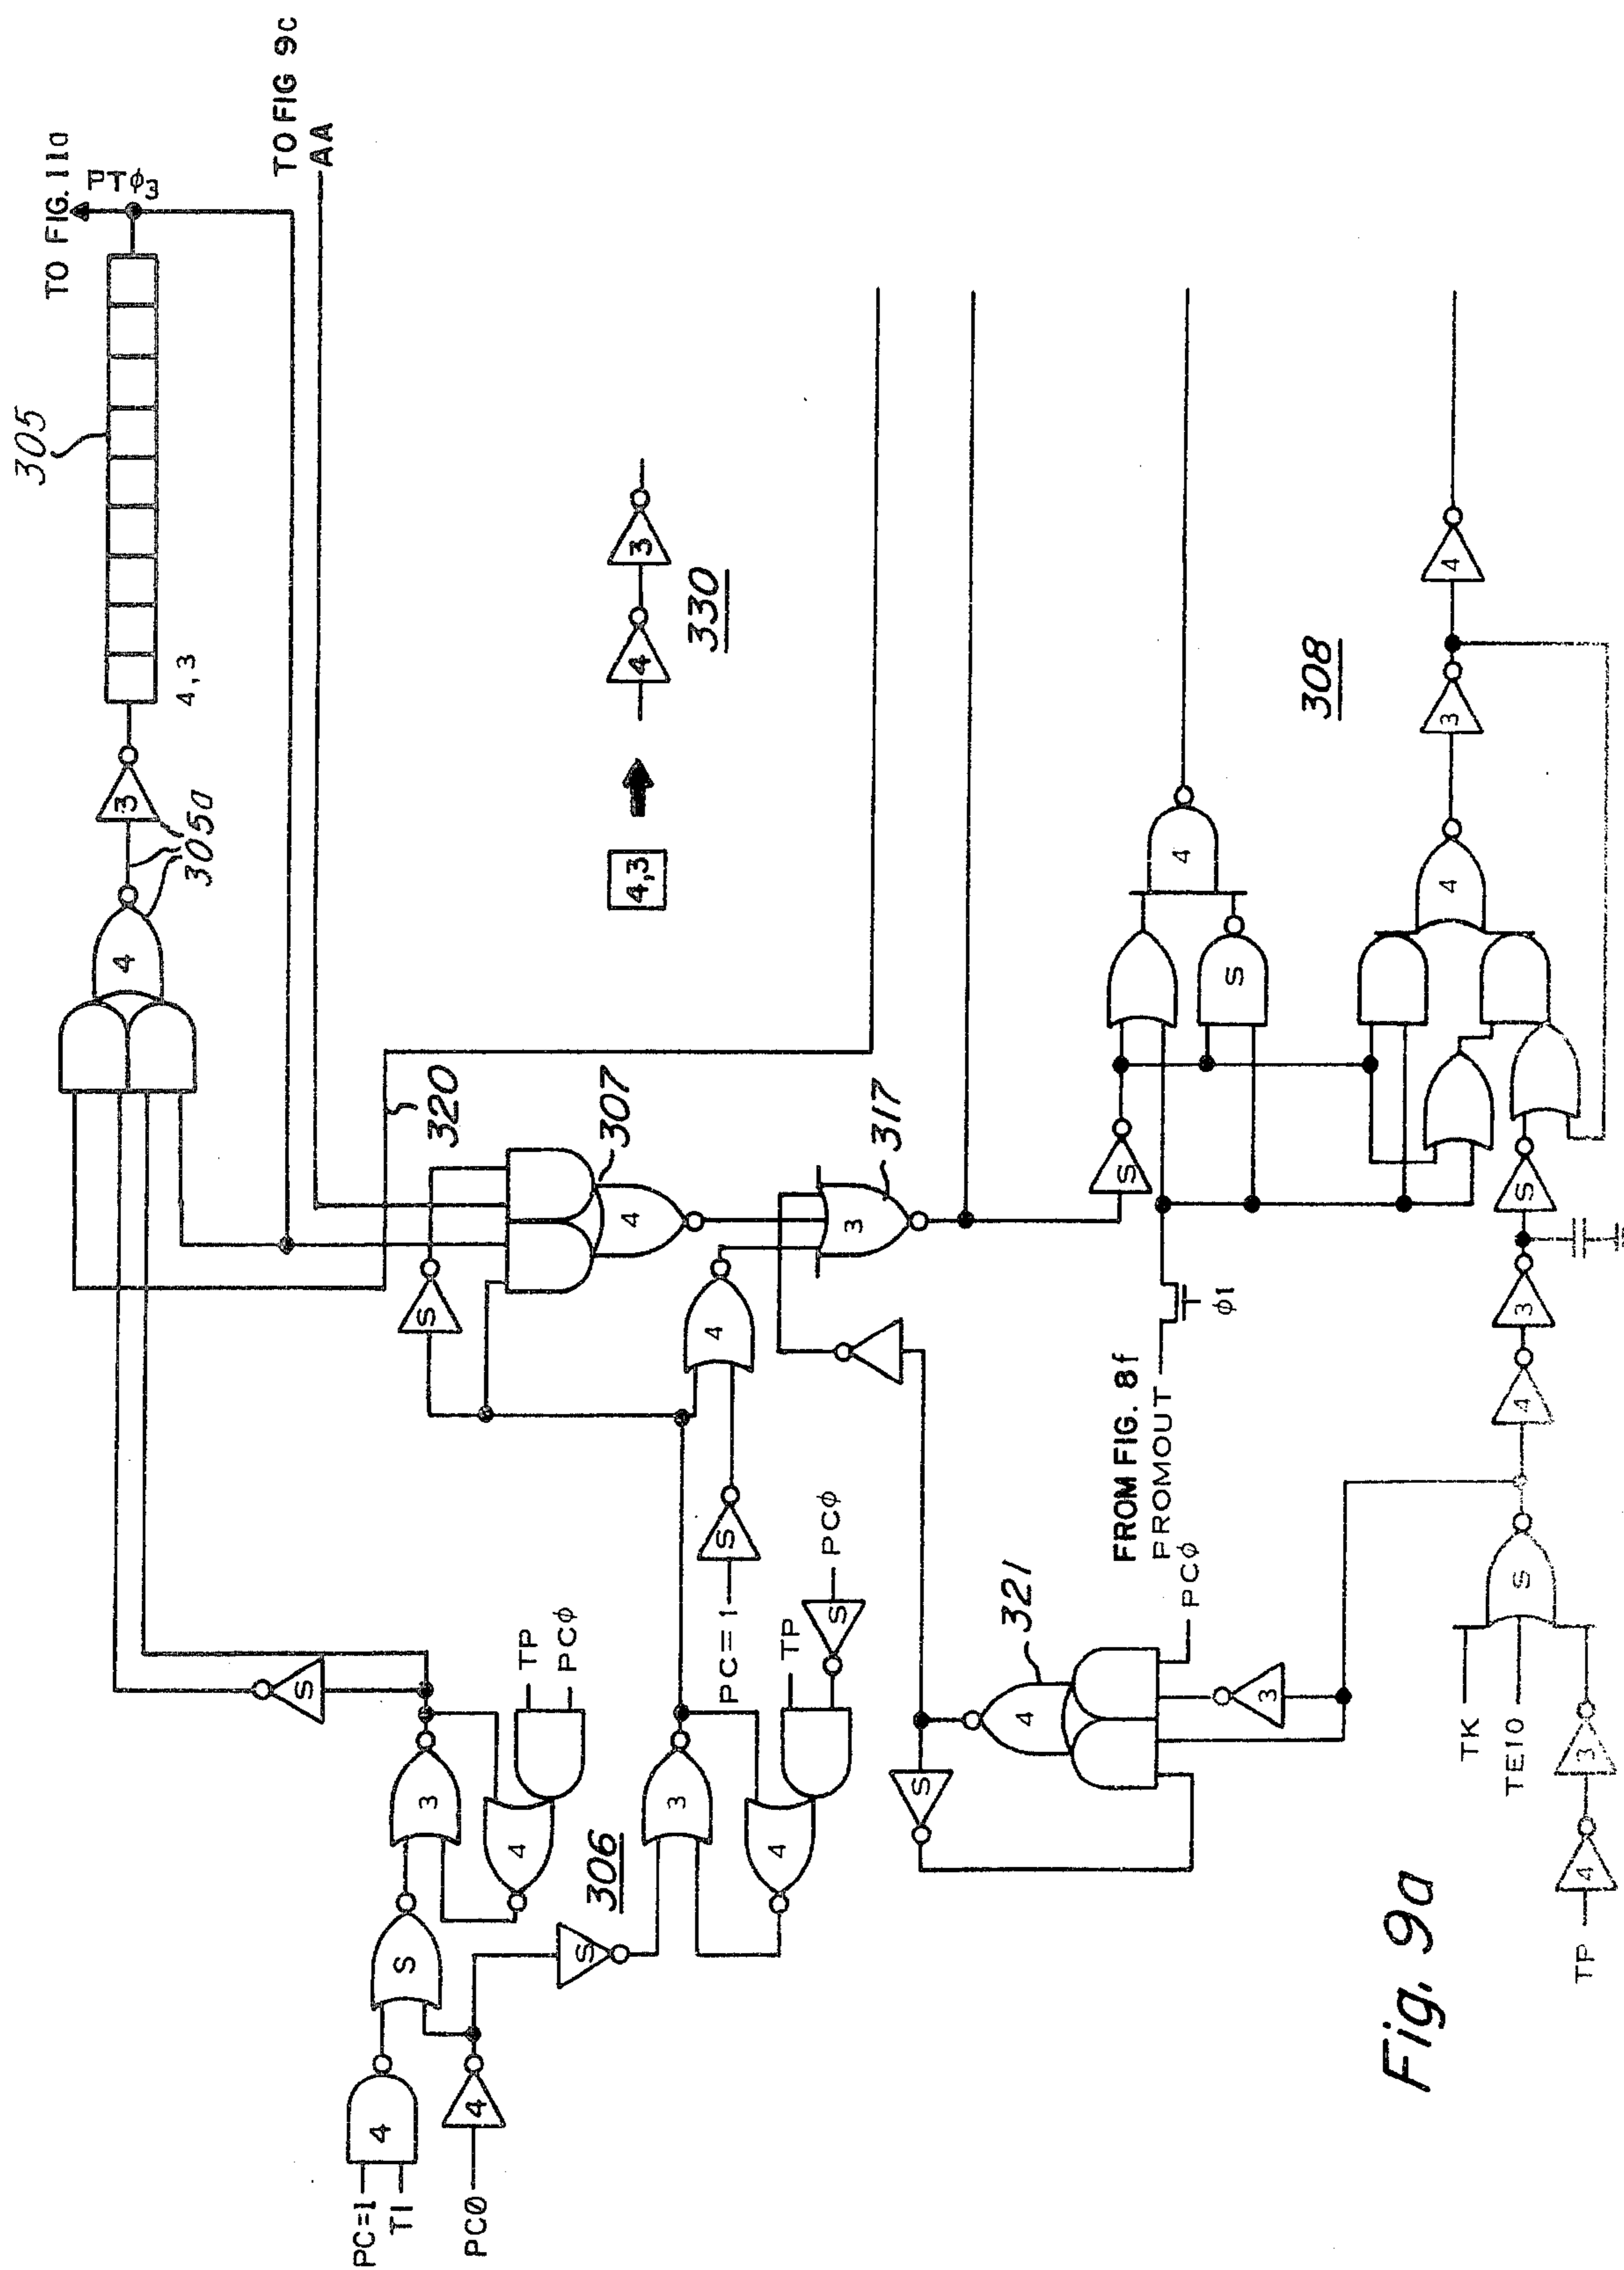 TO FIG. 11a
PTϕ3
TO FIG 9c
AA
305
4,3
3
305a
4
4,3
4
3
330
320
307
S
4
4
3
317
S
PC=1
S
TP
PCϕ
S
TP
PCϕ
S
3
4
306
3
4
S
S
4
4
PC=1
T1
PC0
S
4
S
308
4
3
4
S
3
4
FROM FIG. 8f
PROMOUT
ϕ1
PCϕ
321
4
S
3
S
TK
TE10
3
4
TP
Fig. 9a